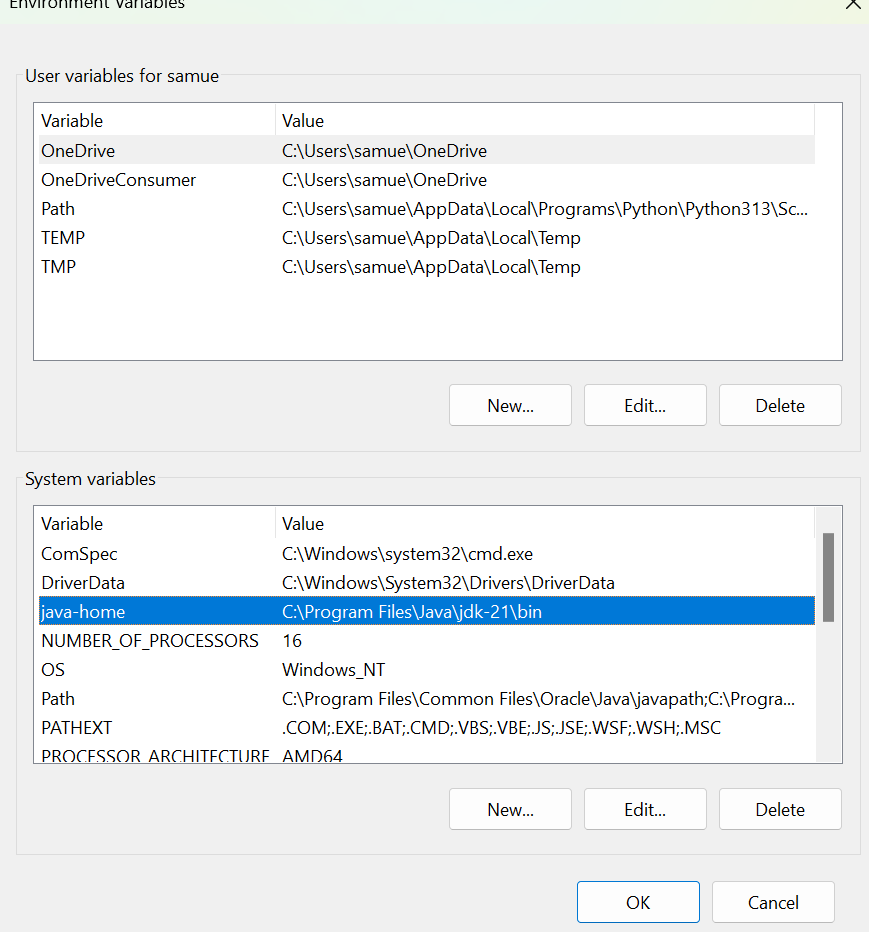 Environment Variables
User variables for samue
Variable Value
OneDrive C:\Users\samue\OneDrive
OneDriveConsumer C:\Users\samue\OneDrive
Path C:\Users\samue\AppData\Local\Programs\Python\Python313\Sc...
TEMP C:\Users\samue\AppData\Local\Temp
TMP C:\Users\samue\AppData\Local\Temp
New... Edit... Delete
System variables
Variable Value
ComSpec C:\Windows\system32\cmd.exe
DriverData C:\Windows\System32\Drivers\DriverData
java-home C:\Program Files\Java\jdk-21\bin
NUMBER_OF_PROCESSORS 16
OS Windows_NT
Path C:\Program Files\Common Files\Oracle\Java\javapath;C:\Progra...
PATHEXT .COM;.EXE;.BAT;.CMD;.VBS;.VBE;.JS;.JSE;.WSF;.WSH;.MSC
PROCESSOR_ARCHITECTURE AMD64
New... Edit... Delete
OK Cancel